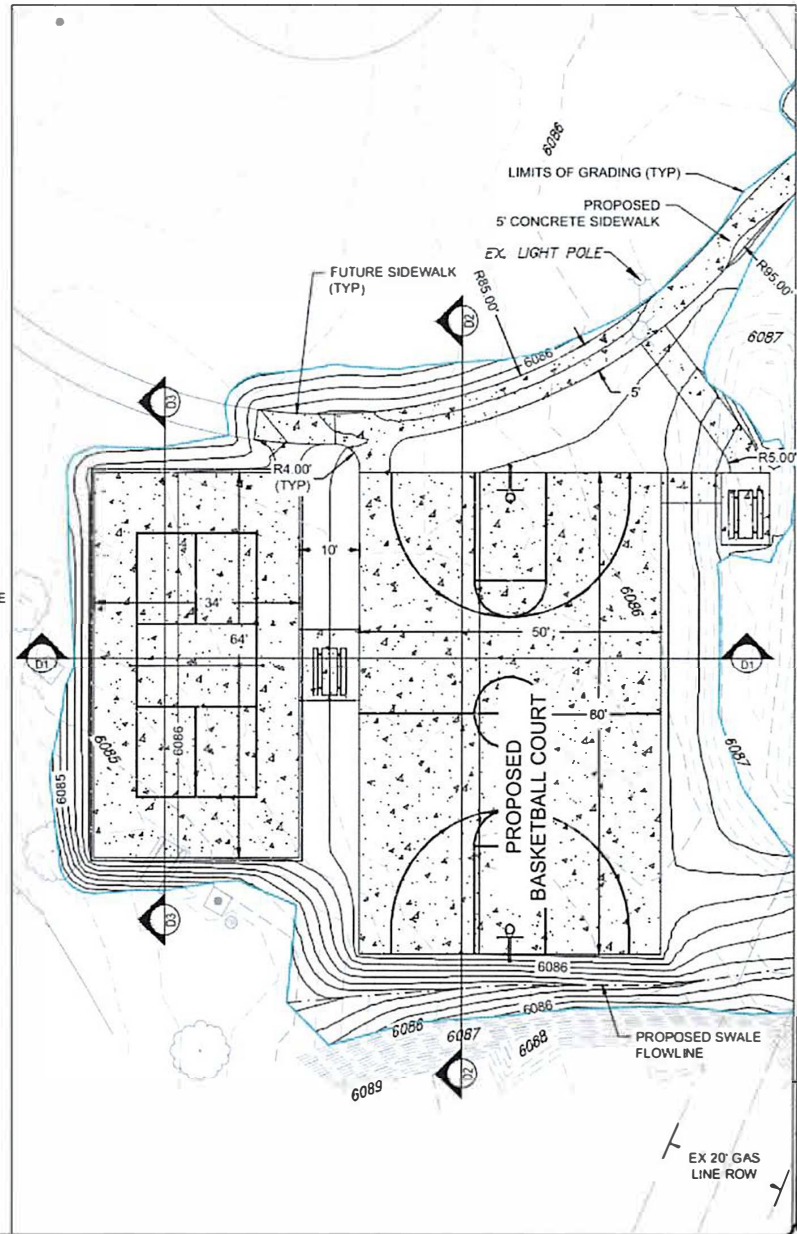 6086
LIMITS OF GRADING (TYP)
PROPOSED
5' CONCRETE SIDEWALK
EX. LIGHT POLE
R95.00'
FUTURE SIDEWALK
(TYP)
R85.00'
D2
6087
6086
5'
D3
R5.00'
R4.00'
(TYP)
10'
34'
6086
50'
64'
D1
D1
PROPOSED
BASKETBALL COURT
80'
6085
6086
6087
6085
D3
6086
6086
6086
6087
6088
PROPOSED SWALE
FLOWLINE
D2
6089
EX 20' GAS
LINE ROW